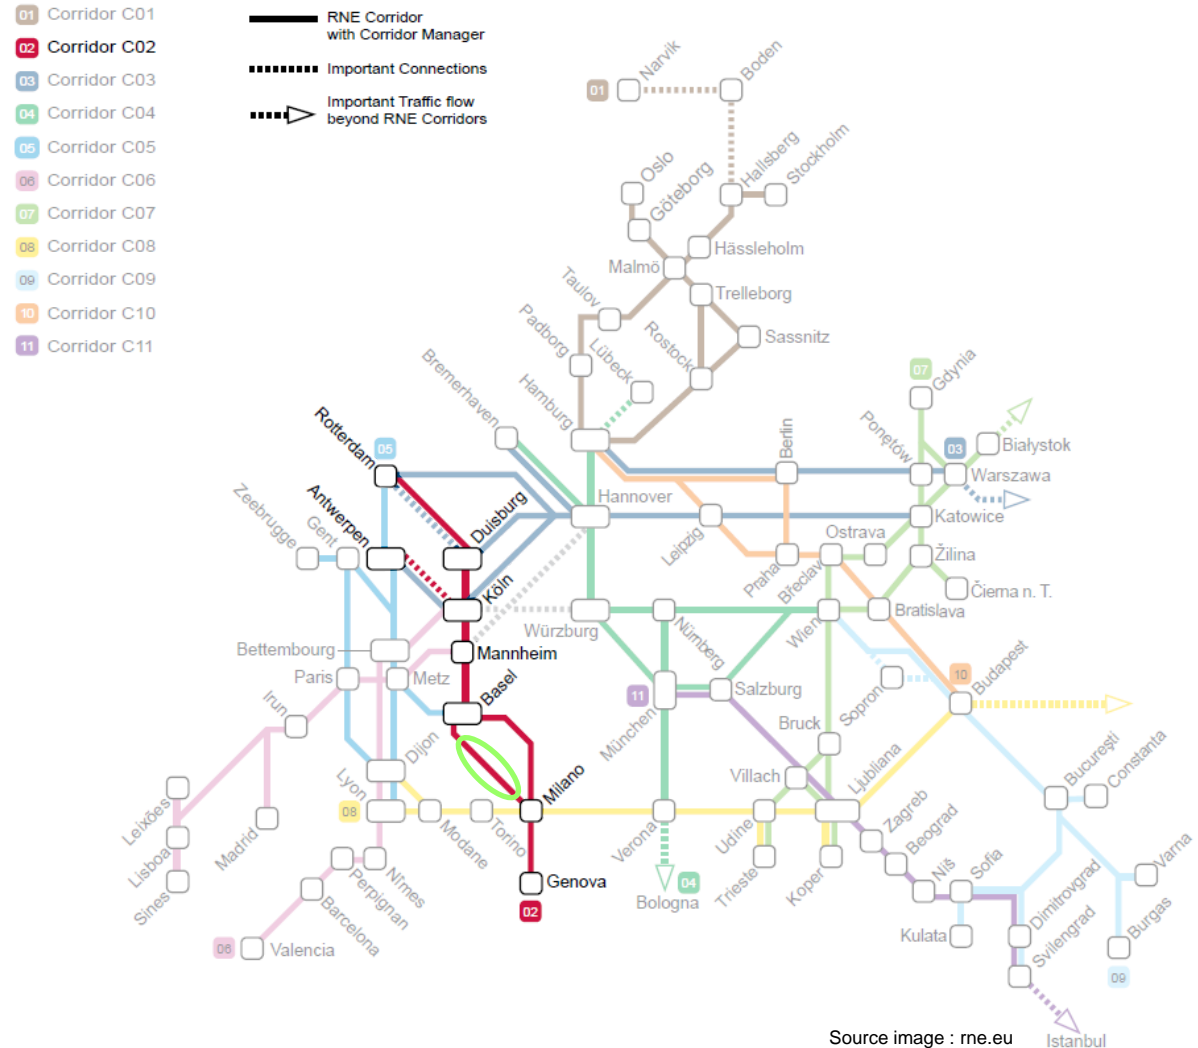 01 Corridor C01
02 Corridor C02
03 Corridor C03
04 Corridor C04
05 Corridor C05
06 Corridor C06
07 Corridor C07
08 Corridor C08
09 Corridor C09
10 Corridor C10
11 Corridor C11
RNE Corridor
with Corridor Manager
Important Connections
Important Traffic flow
beyond RNE Corridors
01
Narvik
Boden
Oslo
Göteborg
Hallsberg
Stockholm
Hässleholm
Malmö
Trelleborg
Taulov
Padborg
Lübeck
Rostock
Sassnitz
Bremerhaven
Hamburg
Berlin
07
Gdynia
Ponętów
03
Białystok
Warszawa
Rotterdam
05
Antwerpen
Duisburg
Hannover
Leipzig
Katowice
Zeebrugge
Gent
Köln
Praha
Břeclav
Ostrava
Žilina
Čierna n. T.
Würzburg
Nürnberg
Wien
Bratislava
Bettembourg
Mannheim
Paris
Metz
Basel
11
München
Salzburg
Sopron
10
Budapest
Irun
Dijon
Bruck
Lyon
Milano
Villach
Ljubliana
Bucureşti
Constanta
Leixões
Lisboa
Sines
Madrid
08
Modane
Torino
Verona
Udine
Trieste
Koper
Zagreb
Beograd
Niš
Sofia
Nîmes
Perpignan
Barcelona
06
Valencia
Genova
02
04
Bologna
Kulata
Dimitrovgrad
Svilengrad
Varna
Burgas
09
Istanbul
Source image : rne.eu